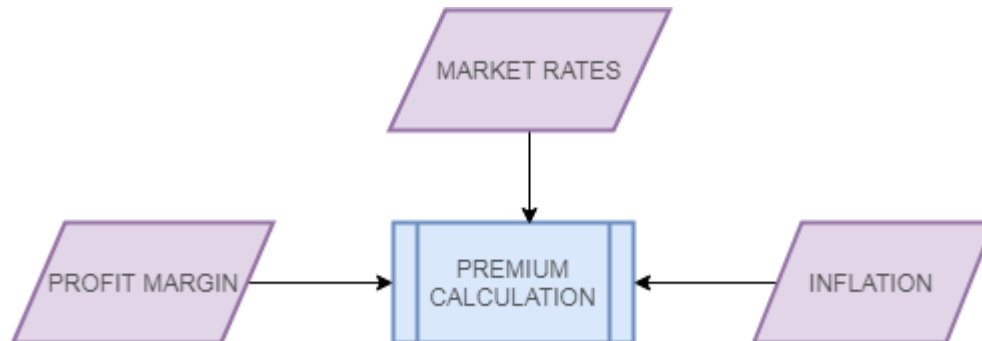 MARKET RATES
PROFIT MARGIN
PREMIUM
CALCULATION
INFLATION